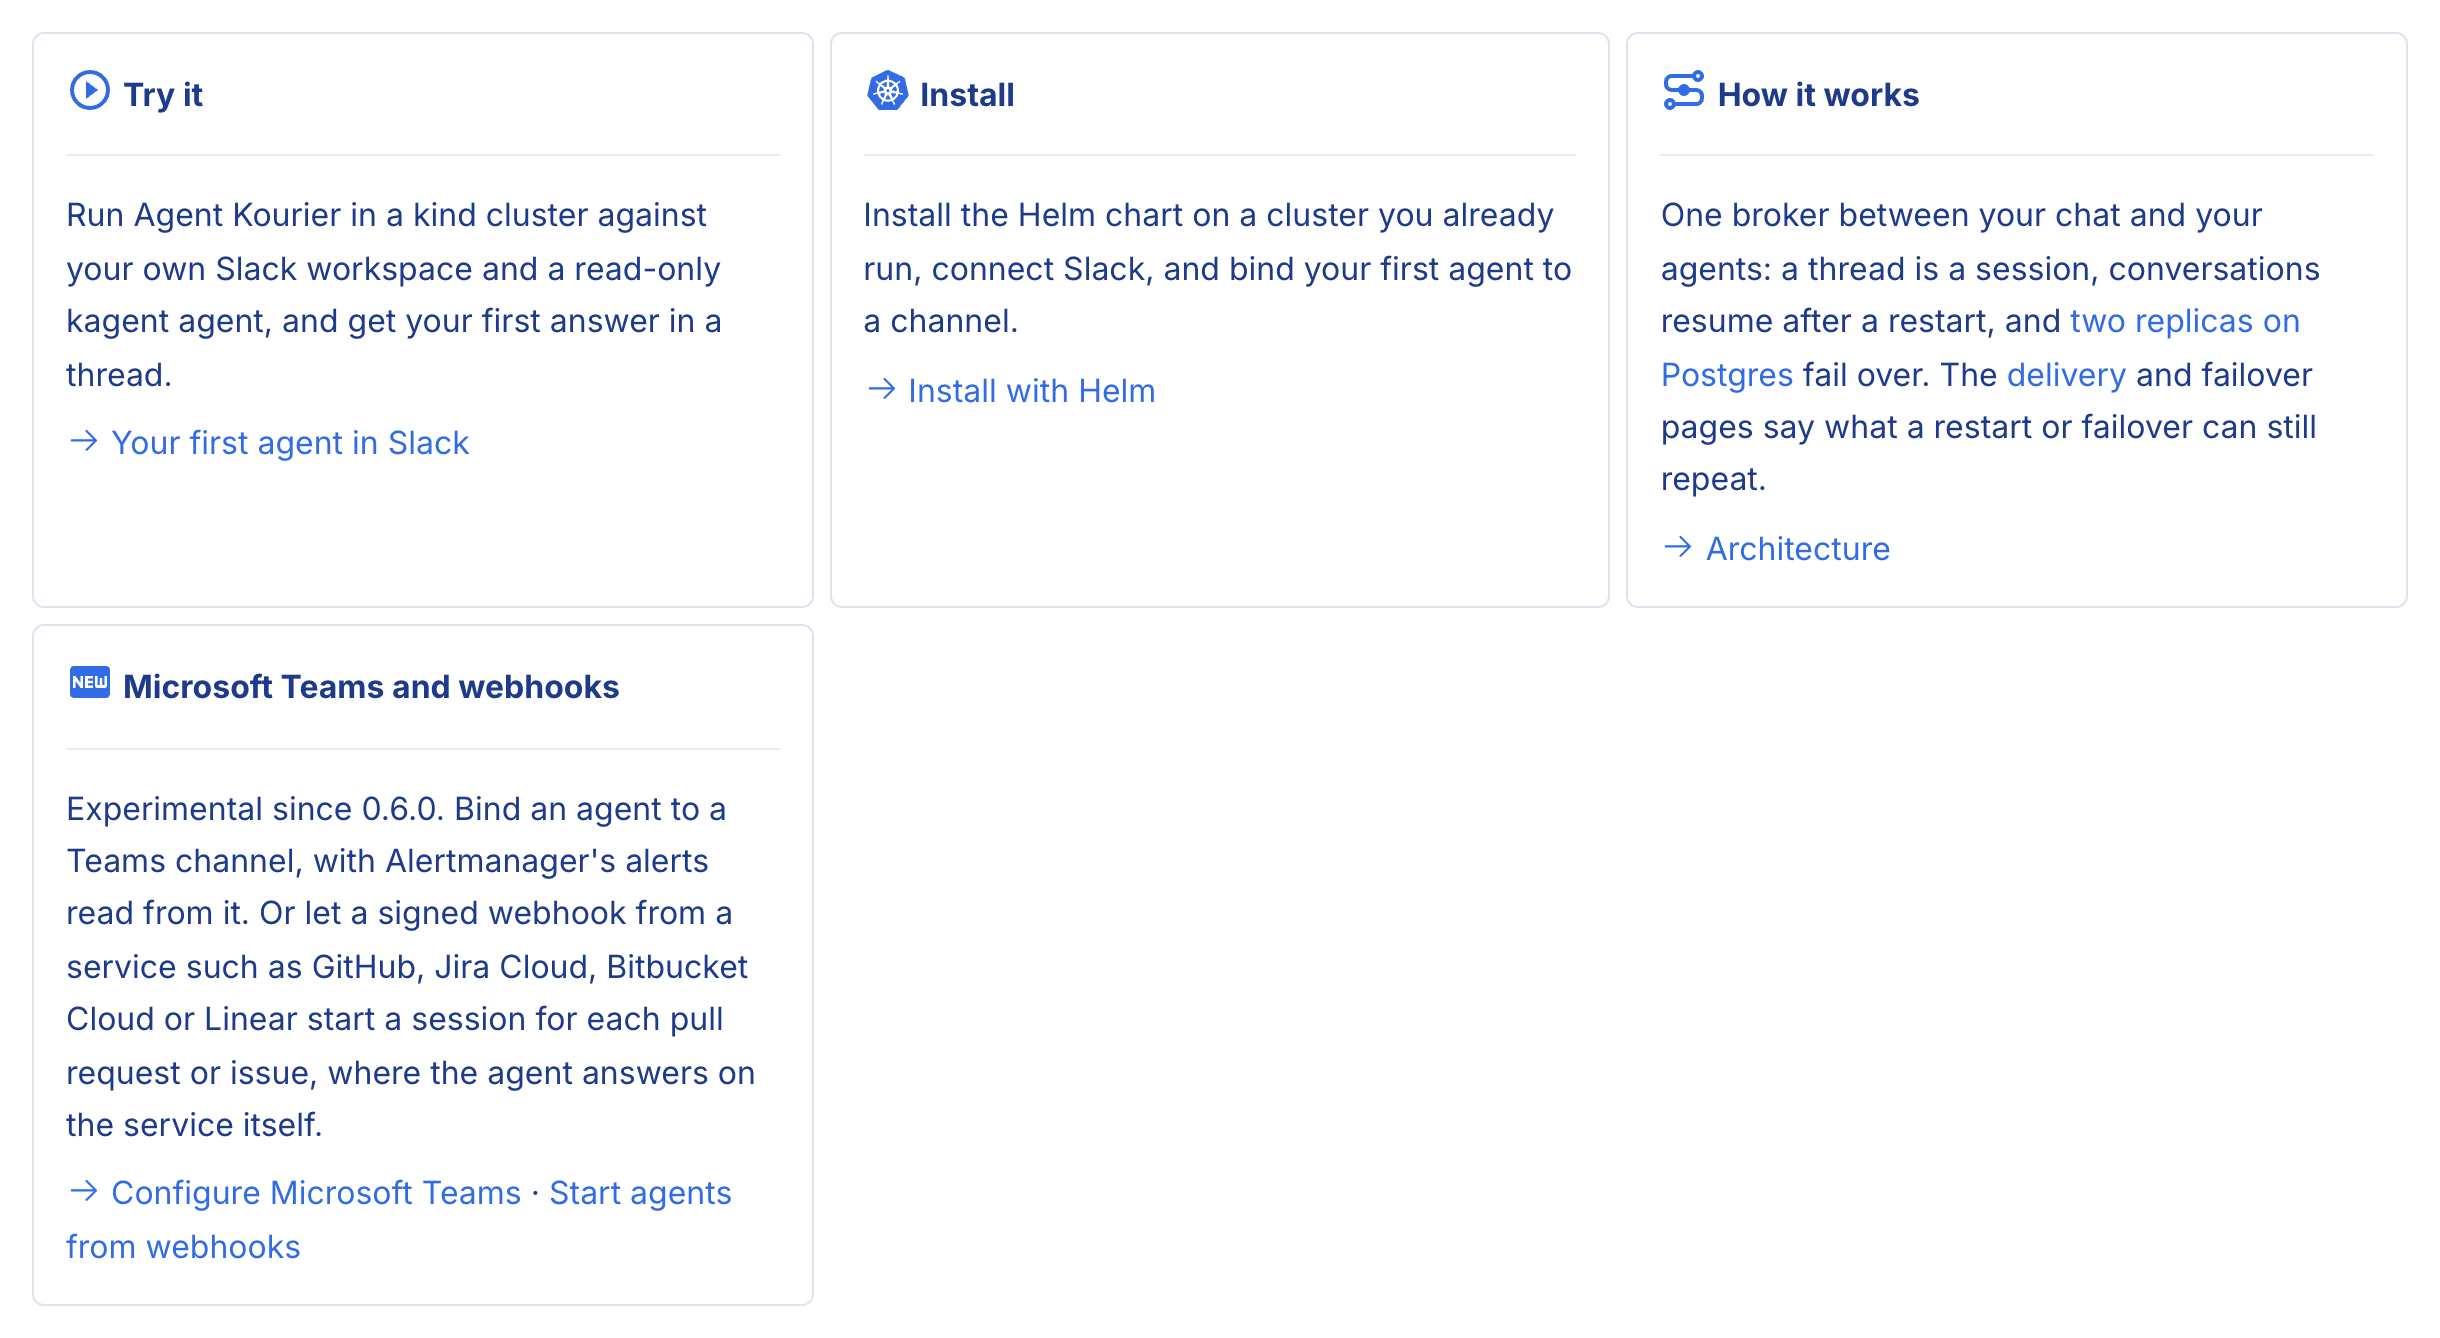 Try it
Run Agent Kourier in a kind cluster against
your own Slack workspace and a read-only
kagent agent, and get your first answer in a
thread.
→ Your first agent in Slack
Install
Install the Helm chart on a cluster you already
run, connect Slack, and bind your first agent to
a channel.
→ Install with Helm
How it works
One broker between your chat and your
agents: a thread is a session, conversations
resume after a restart, and two replicas on
Postgres fail over. The delivery and failover
pages say what a restart or failover can still
repeat.
→ Architecture
NEW Microsoft Teams and webhooks
Experimental since 0.6.0. Bind an agent to a
Teams channel, with Alertmanager's alerts
read from it. Or let a signed webhook from a
service such as GitHub, Jira Cloud, Bitbucket
Cloud or Linear start a session for each pull
request or issue, where the agent answers on
the service itself.
→ Configure Microsoft Teams · Start agents
from webhooks